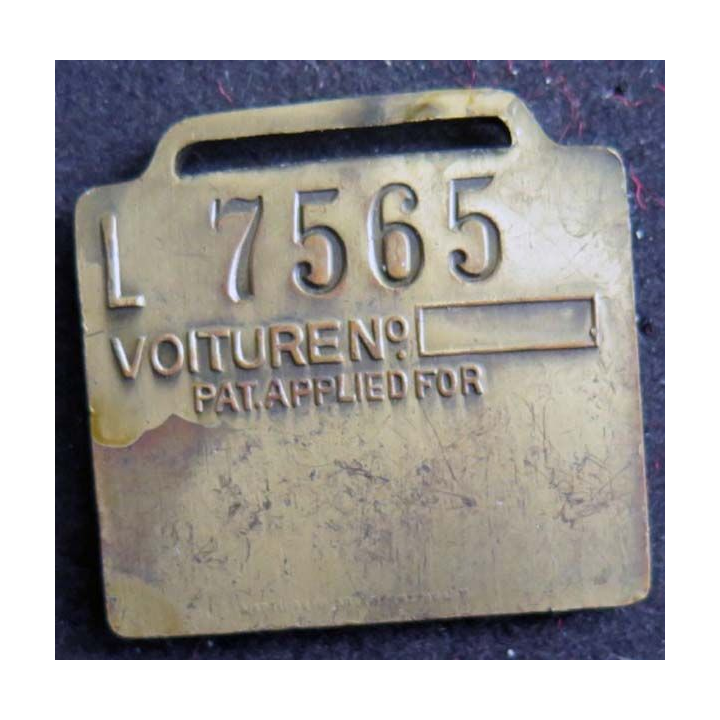 L 7565
VOITURE No.
PAT. APPLIED FOR